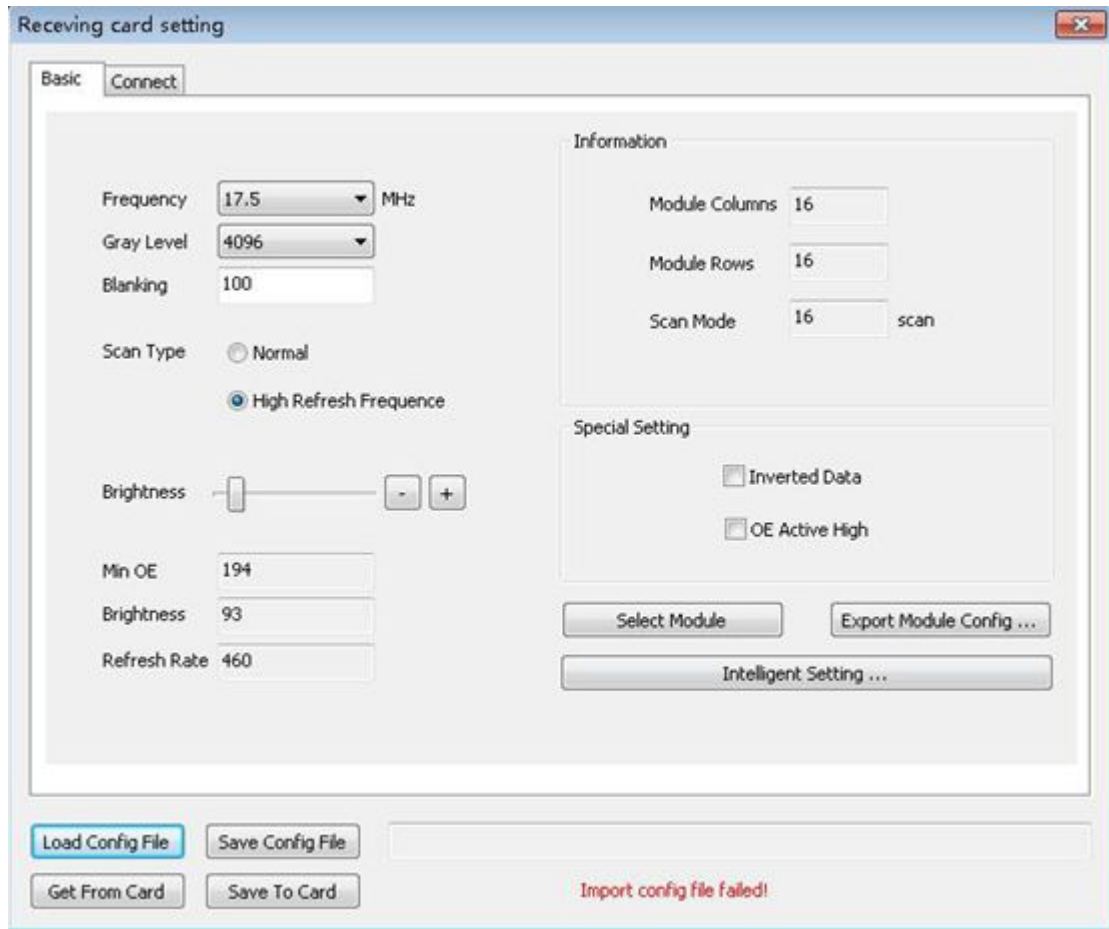 Receving card setting
Basic
Connect
Frequency 17.5 MHz
Gray Level 4096
Blanking 100
Scan Type Normal
High Refresh Frequence
Brightness - +
Min OE 194
Brightness 93
Refresh Rate 460
Information
Module Columns 16
Module Rows 16
Scan Mode 16 scan
Special Setting
Inverted Data
OE Active High
Select Module
Export Module Config ...
Intelligent Setting ...
Load Config File
Save Config File
Get From Card
Save To Card
Import config file failed!